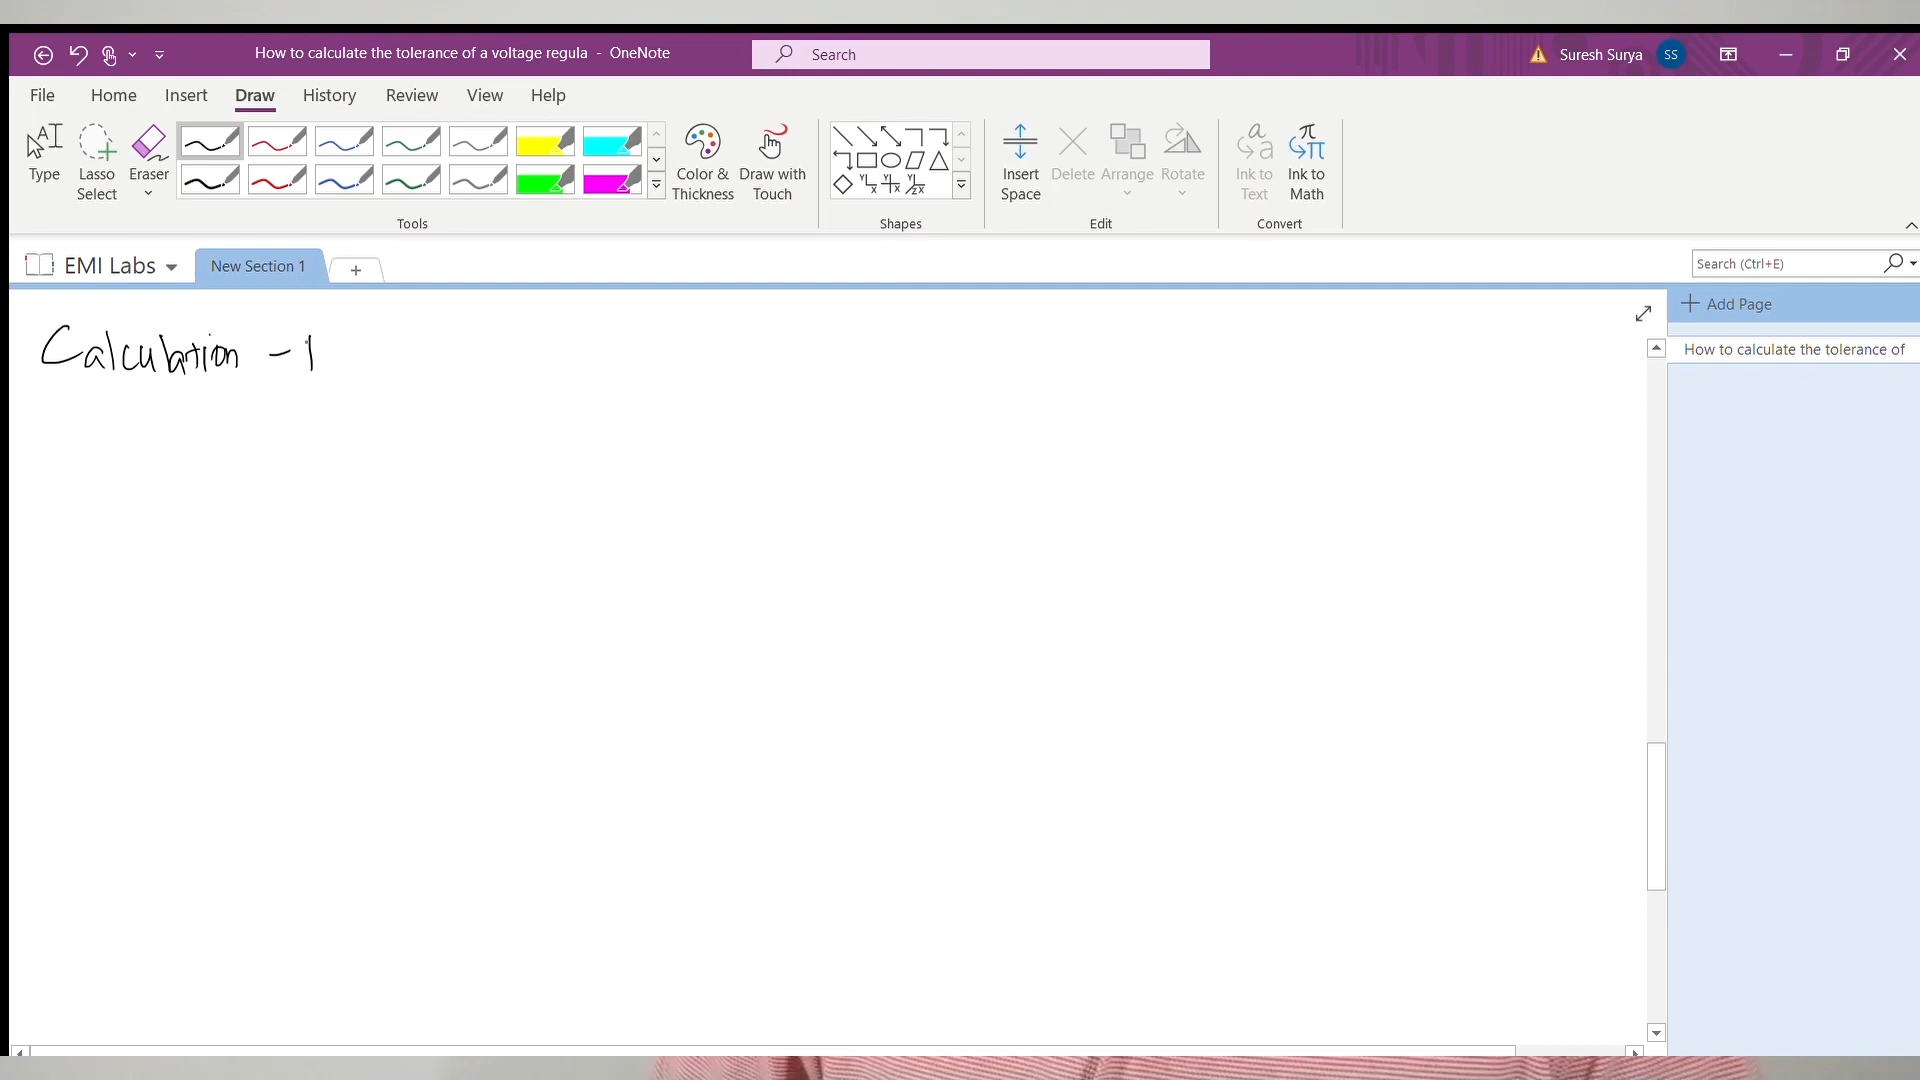 How to calculate the tolerance of a voltage regula - OneNote
Search
Suresh Surya
SS
File Home Insert Draw History Review View Help
Type
Lasso Select
Eraser
Color & Thickness
Draw with Touch
Insert Space
Delete
Arrange
Rotate
Ink to Text
Ink to Math
Tools
Shapes
Edit
Convert
EMI Labs
New Section 1
Search (Ctrl+E)
Add Page
How to calculate the tolerance of
Calculation - 1